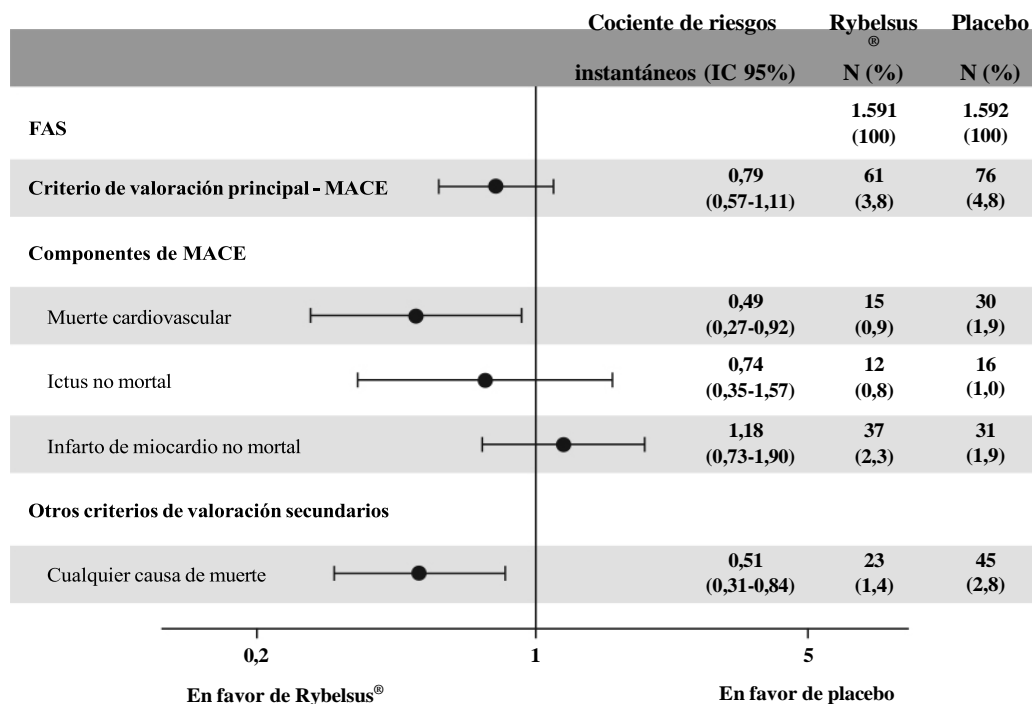 Cociente de riesgos Rybelsus Placebo
®
instantáneos (IC 95%) N (%) N (%)
FAS 1.591 1.592
(100) (100)
Criterio de valoración principal - MACE 0,79 61 76
(0,57-1,11) (3,8) (4,8)
Componentes de MACE
Muerte cardiovascular 0,49 15 30
(0,27-0,92) (0,9) (1,9)
Ictus no mortal 0,74 12 16
(0,35-1,57) (0,8) (1,0)
Infarto de miocardio no mortal 1,18 37 31
(0,73-1,90) (2,3) (1,9)
Otros criterios de valoración secundarios
Cualquier causa de muerte 0,51 23 45
(0,31-0,84) (1,4) (2,8)
0,2 1 5
En favor de Rybelsus® En favor de placebo